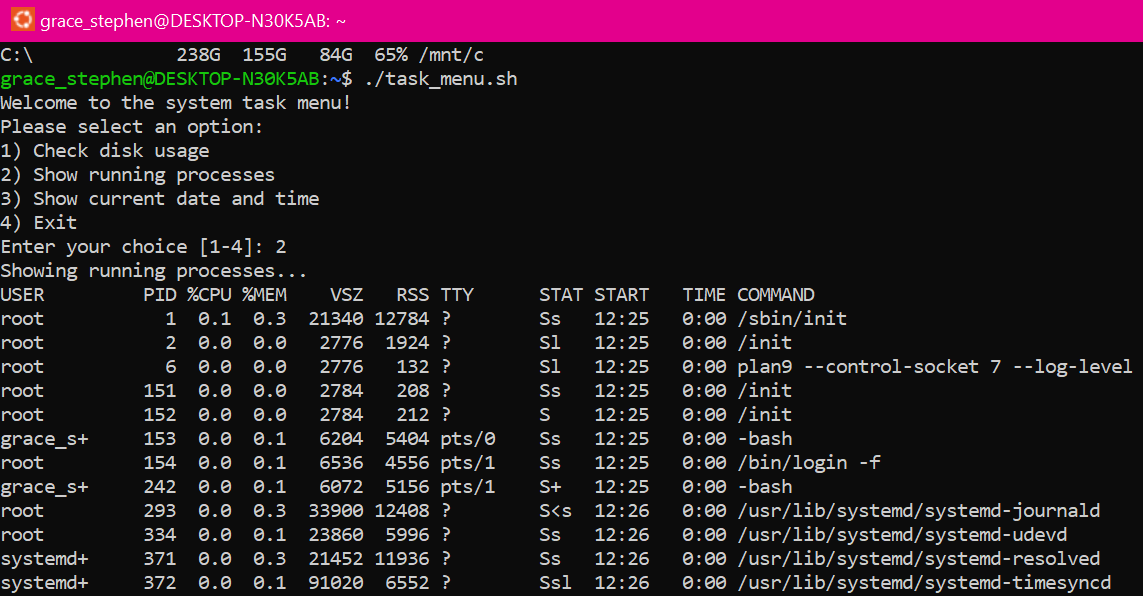 grace_stephen@DESKTOP-N30K5AB: ~
C:\             238G  155G   84G  65% /mnt/c
grace_stephen@DESKTOP-N30K5AB:~$ ./task_menu.sh
Welcome to the system task menu!
Please select an option:
1) Check disk usage
2) Show running processes
3) Show current date and time
4) Exit
Enter your choice [1-4]: 2
Showing running processes...
USER         PID %CPU %MEM    VSZ   RSS TTY      STAT START   TIME COMMAND
root           1  0.1  0.3  21340 12784 ?        Ss   12:25   0:00 /sbin/init
root           2  0.0  0.0   2776  1924 ?        Sl   12:25   0:00 /init
root           6  0.0  0.0   2776   132 ?        Sl   12:25   0:00 plan9 --control-socket 7 --log-level
root         151  0.0  0.0   2784   208 ?        Ss   12:25   0:00 /init
root         152  0.0  0.0   2784   212 ?        S    12:25   0:00 /init
grace_s+     153  0.0  0.1   6204  5404 pts/0    Ss   12:25   0:00 -bash
root         154  0.0  0.1   6536  4556 pts/1    Ss   12:25   0:00 /bin/login -f
grace_s+     242  0.0  0.1   6072  5156 pts/1    S+   12:25   0:00 -bash
root         293  0.0  0.3  33900 12408 ?        S<s  12:26   0:00 /usr/lib/systemd/systemd-journald
root         334  0.0  0.1  23860  5996 ?        Ss   12:26   0:00 /usr/lib/systemd/systemd-udevd
systemd+     371  0.0  0.3  21452 11936 ?        Ss   12:26   0:00 /usr/lib/systemd/systemd-resolved
systemd+     372  0.0  0.1  91020  6552 ?        Ssl  12:26   0:00 /usr/lib/systemd/systemd-timesyncd